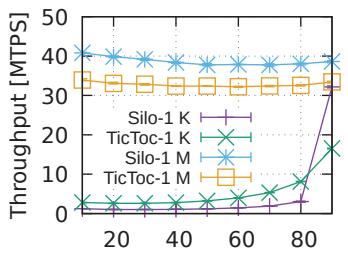 Throughput [MTPS]
50
40
30
20
10
0
Silo-1 K
TicToc-1 K
Silo-1 M
TicToc-1 M
20 40 60 80